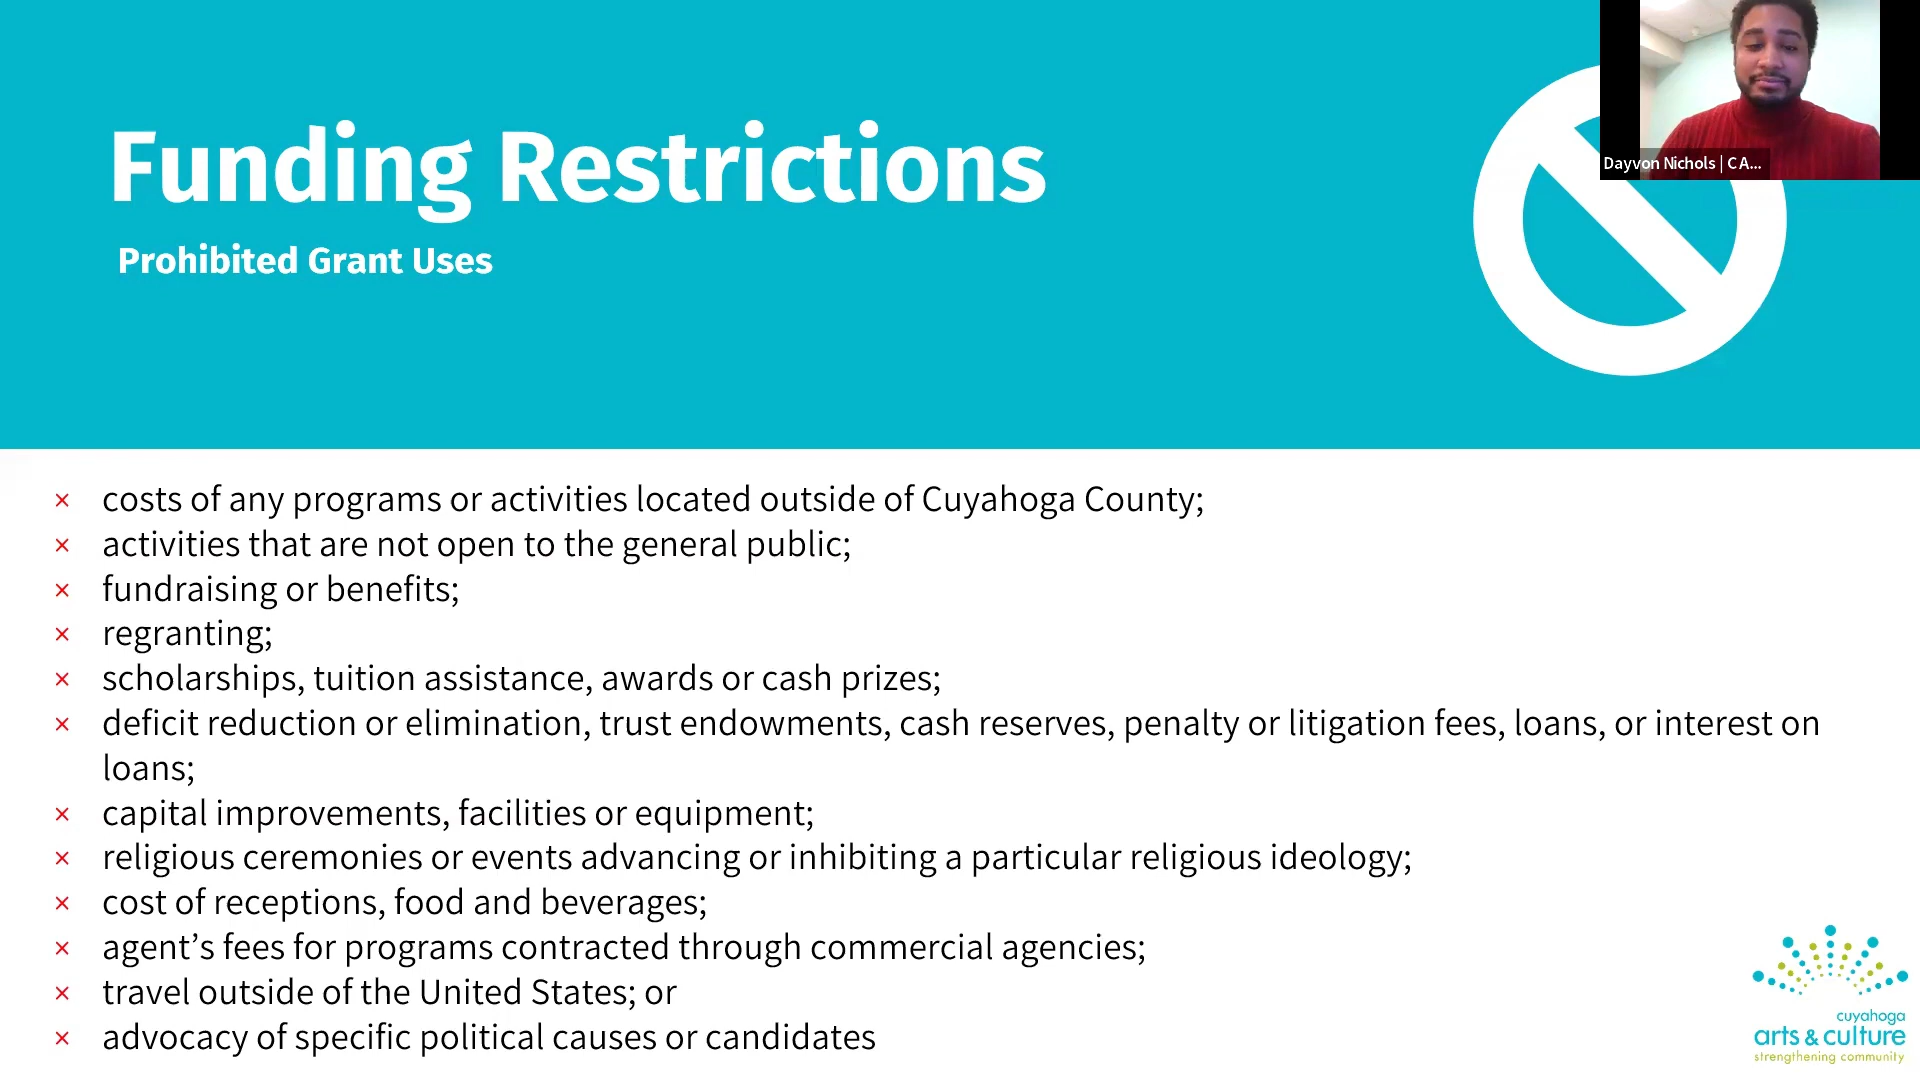 Funding Restrictions
Prohibited Grant Uses
Dayvon Nichols | C A...
× costs of any programs or activities located outside of Cuyahoga County;
× activities that are not open to the general public;
× fundraising or benefits;
× regranting;
× scholarships, tuition assistance, awards or cash prizes;
× deficit reduction or elimination, trust endowments, cash reserves, penalty or litigation fees, loans, or interest on
loans;
× capital improvements, facilities or equipment;
× religious ceremonies or events advancing or inhibiting a particular religious ideology;
× cost of receptions, food and beverages;
× agent’s fees for programs contracted through commercial agencies;
× travel outside of the United States; or
× advocacy of specific political causes or candidates
cuyahoga
arts & culture
strengthening community